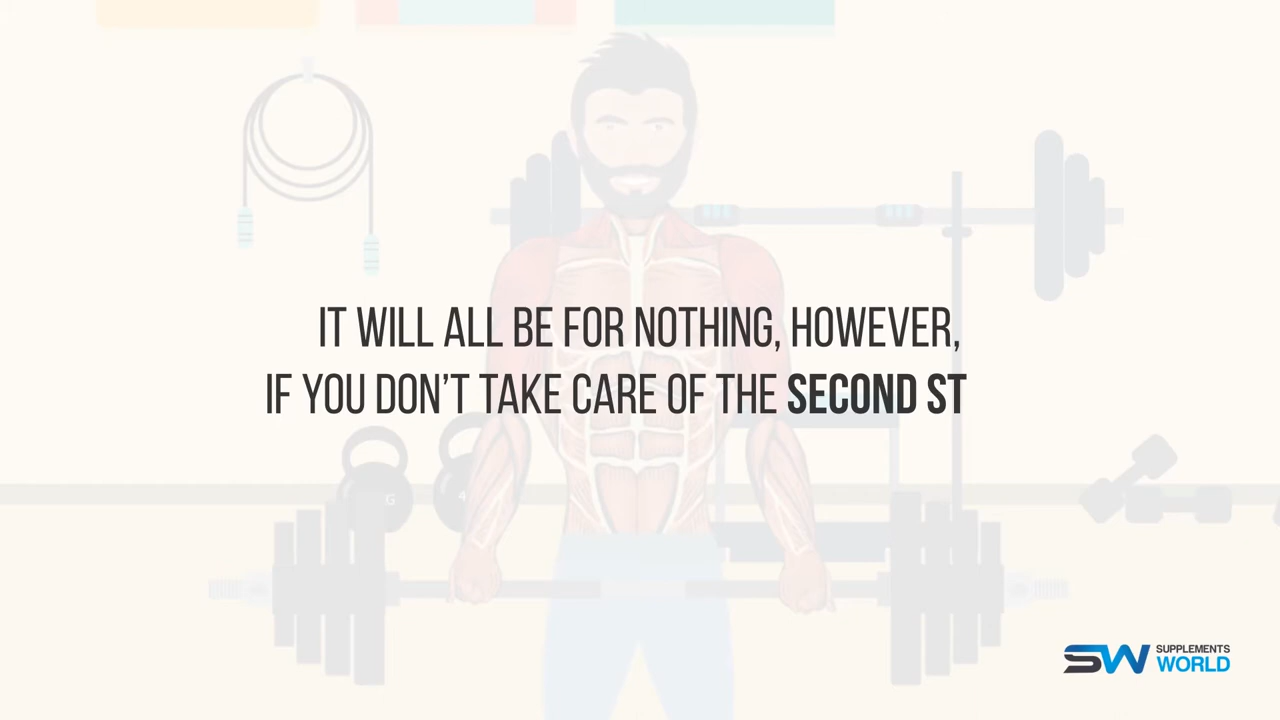 IT WILL ALL BE FOR NOTHING, HOWEVER,
IF YOU DON’T TAKE CARE OF THE SECOND ST
G
4
SW SUPPLEMENTS
WORLD